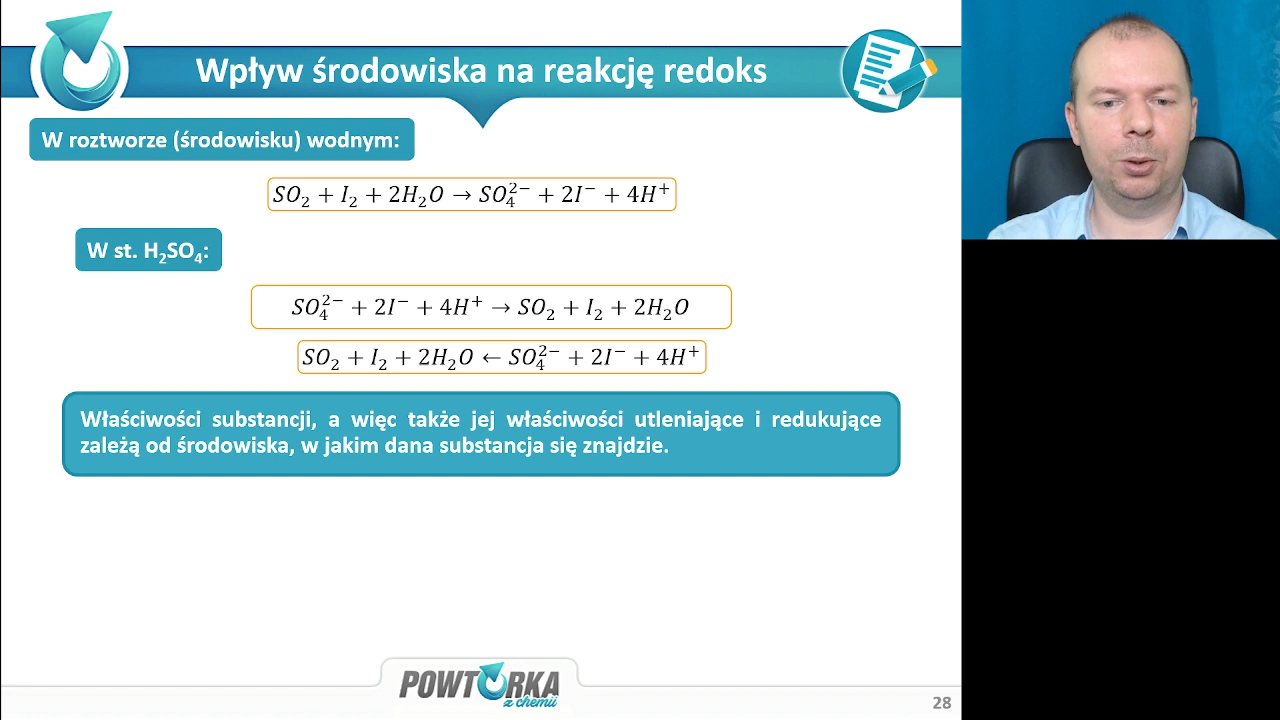 Wpływ środowiska na reakcję redoks
W roztworze (środowisku) wodnym:
SO₂ + I₂ + 2H₂O → SO₄²⁻ + 2I⁻ + 4H⁺
W st. H₂SO₄:
SO₄²⁻ + 2I⁻ + 4H⁺ → SO₂ + I₂ + 2H₂O
SO₂ + I₂ + 2H₂O ← SO₄²⁻ + 2I⁻ + 4H⁺
Właściwości substancji, a więc także jej właściwości utleniające i redukujące
zależą od środowiska, w jakim dana substancja się znajdzie.
POWTÓRKA
z chemii
28